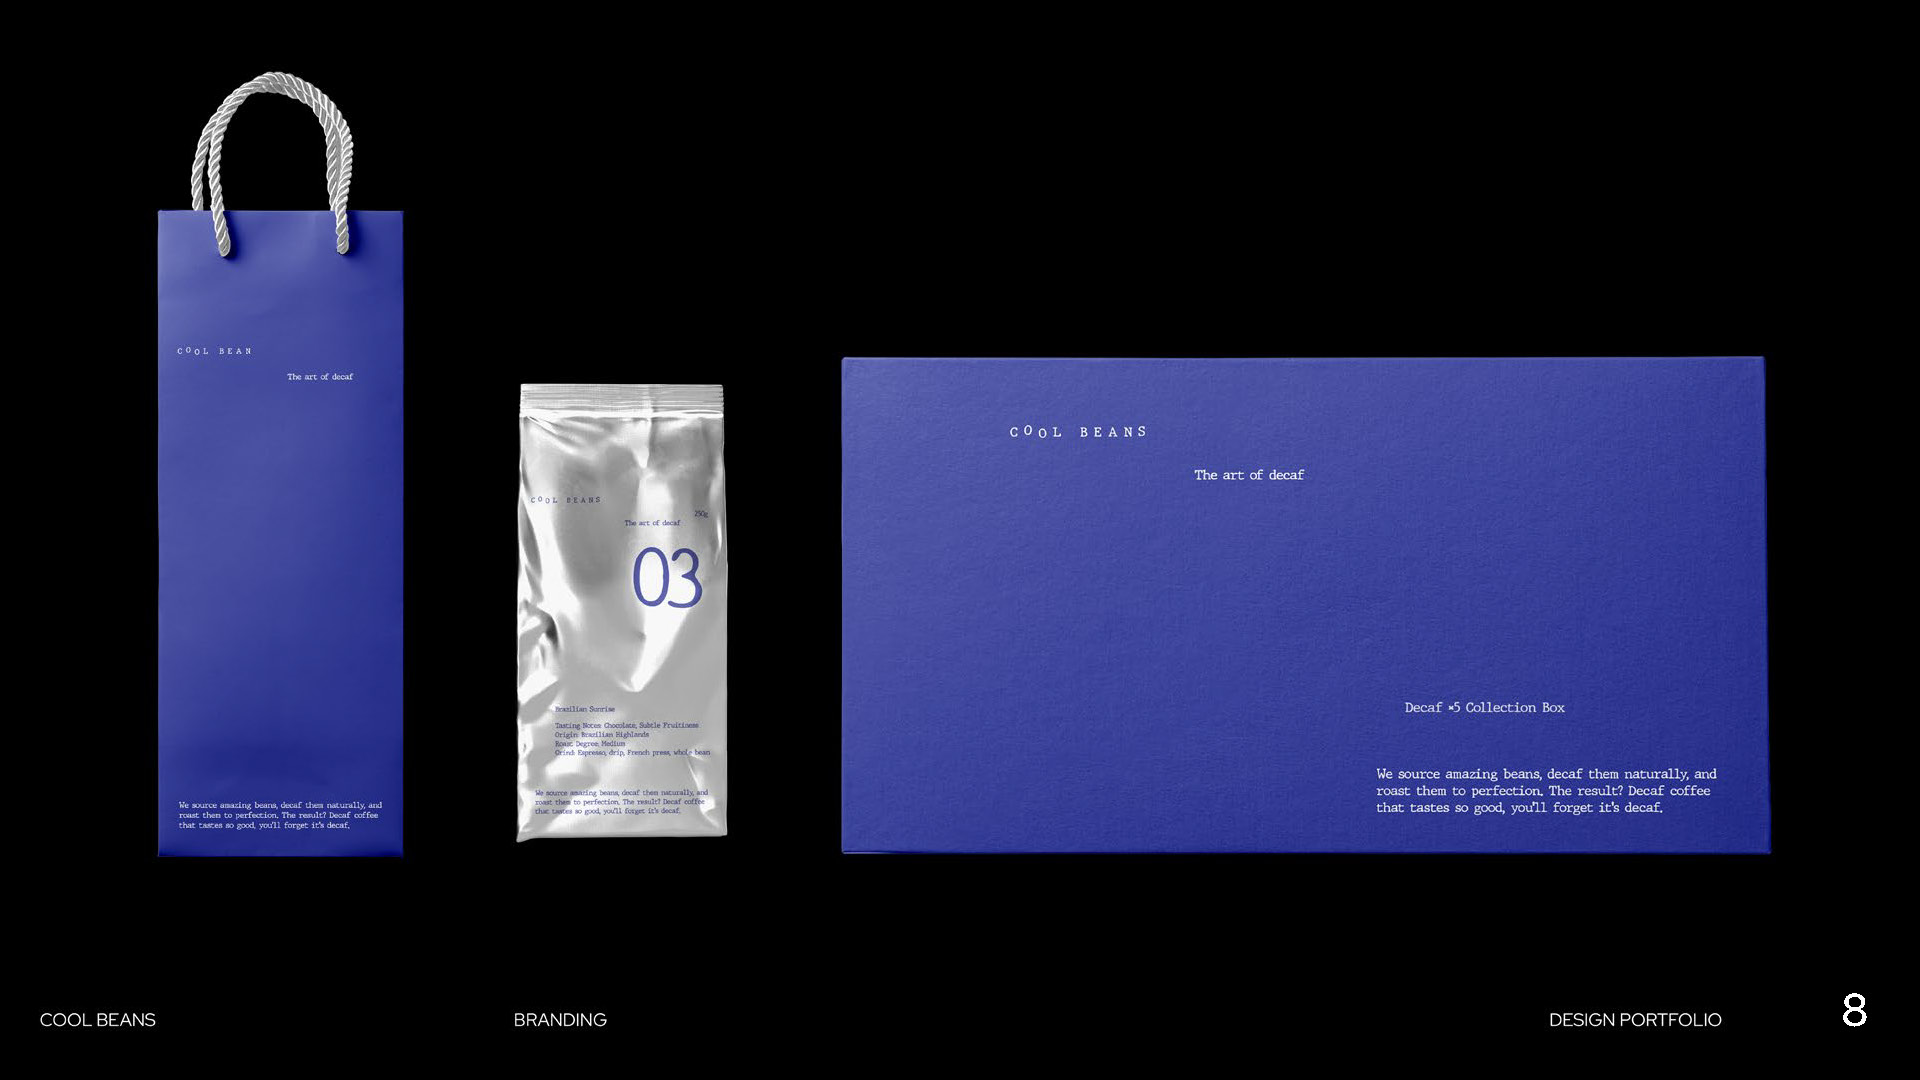 COOL BEAN
The art of decaf
We source amazing beans, decaf them naturally, and
roast them to perfection. The result? Decaf coffee
that tastes so good, you'll forget it's decaf.
COOL BEANS
250g
The art of decaf
03
Brazilian Sunrise
Tasting Notes: Chocolate, Subtle Fruitiness
Origin: Brazilian Highlands
Roast Degree: Medium
Grind: Espresso, drip, French press, whole bean
We source amazing beans, decaf them naturally, and
roast them to perfection. The result? Decaf coffee
that tastes so good, you'll forget it's decaf.
COOL BEANS
The art of decaf
Decaf ×5 Collection Box
We source amazing beans, decaf them naturally, and
roast them to perfection. The result? Decaf coffee
that tastes so good, you'll forget it's decaf.
COOL BEANS
BRANDING
DESIGN PORTFOLIO
8